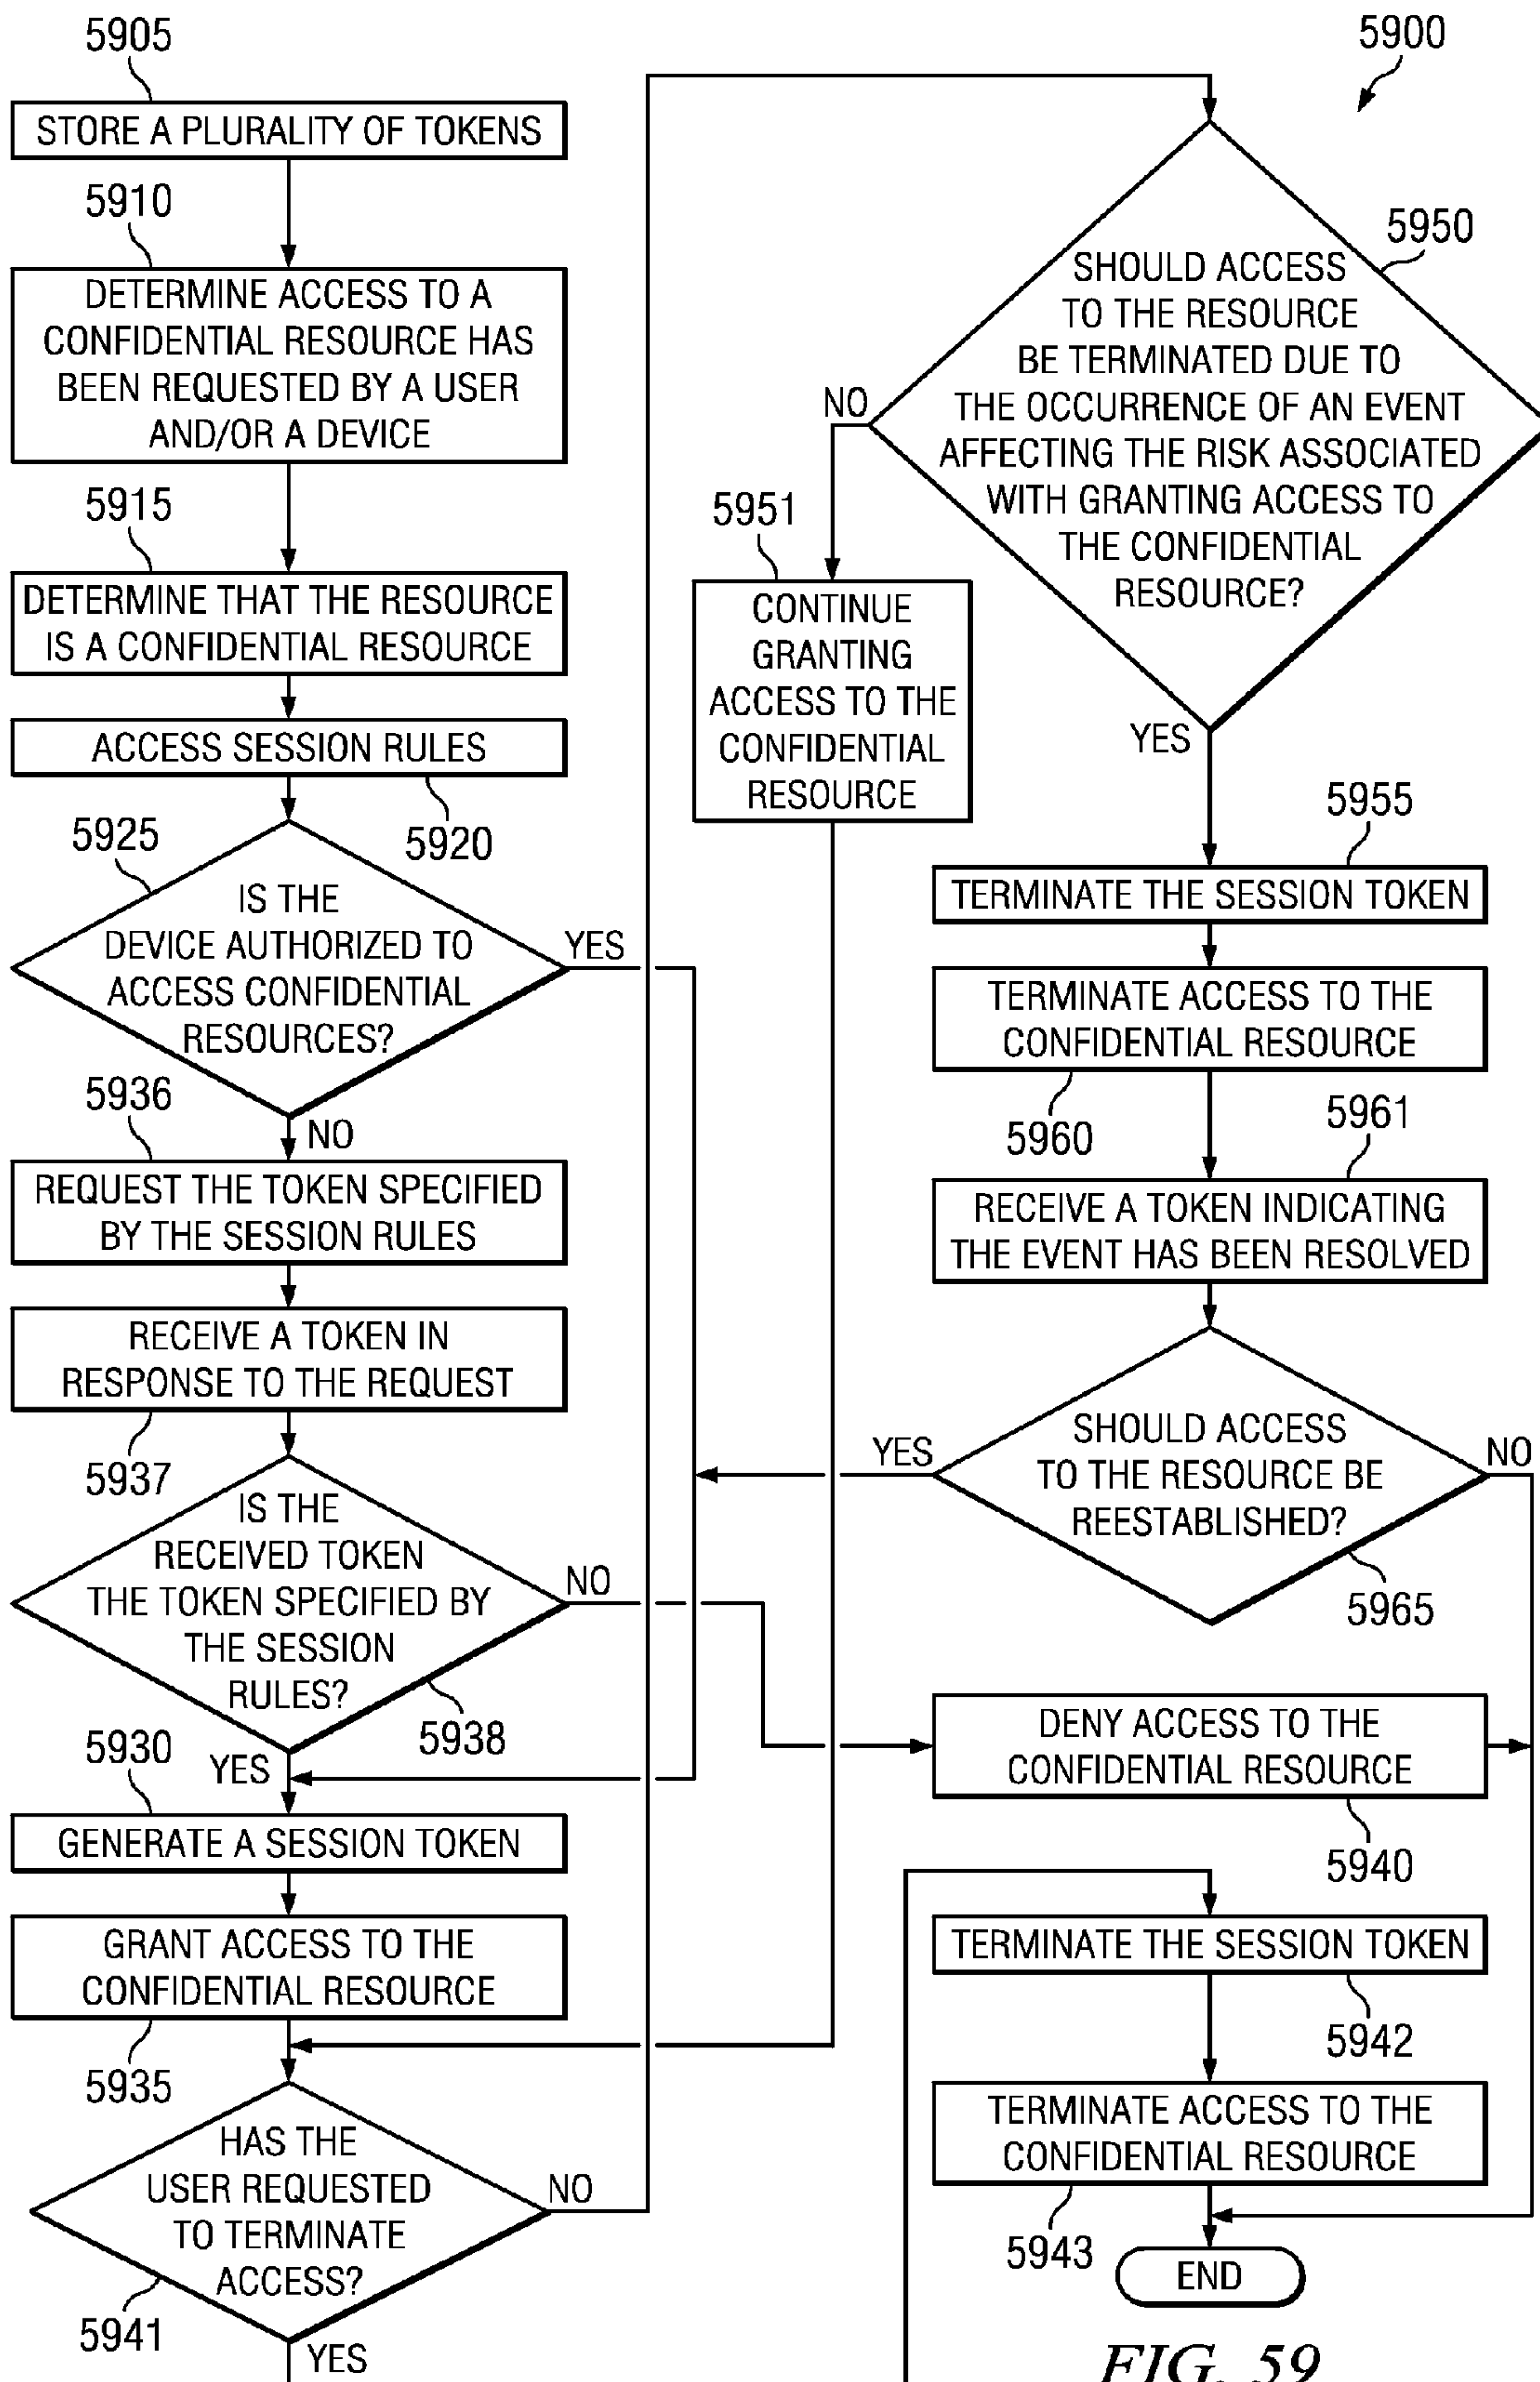 5905
STORE A PLURALITY OF TOKENS
5910
DETERMINE ACCESS TO A
CONFIDENTIAL RESOURCE HAS
BEEN REQUESTED BY A USER
AND/OR A DEVICE
5915
DETERMINE THAT THE RESOURCE
IS A CONFIDENTIAL RESOURCE
ACCESS SESSION RULES
5920
5925
IS THE
DEVICE AUTHORIZED TO
ACCESS CONFIDENTIAL
RESOURCES?
YES
NO
5936
REQUEST THE TOKEN SPECIFIED
BY THE SESSION RULES
RECEIVE A TOKEN IN
RESPONSE TO THE REQUEST
5937
IS THE
RECEIVED TOKEN
THE TOKEN SPECIFIED BY
THE SESSION
RULES?
NO
5938
YES
5930
GENERATE A SESSION TOKEN
GRANT ACCESS TO THE
CONFIDENTIAL RESOURCE
5935
HAS THE
USER REQUESTED
TO TERMINATE
ACCESS?
NO
5941
YES
5900
5950
SHOULD ACCESS
TO THE RESOURCE
BE TERMINATED DUE TO
THE OCCURRENCE OF AN EVENT
AFFECTING THE RISK ASSOCIATED
WITH GRANTING ACCESS TO
THE CONFIDENTIAL
RESOURCE?
NO
5951
CONTINUE
GRANTING
ACCESS TO THE
CONFIDENTIAL
RESOURCE
YES
5955
TERMINATE THE SESSION TOKEN
TERMINATE ACCESS TO THE
CONFIDENTIAL RESOURCE
5960
5961
RECEIVE A TOKEN INDICATING
THE EVENT HAS BEEN RESOLVED
SHOULD ACCESS
TO THE RESOURCE BE
REESTABLISHED?
YES
NO
5965
DENY ACCESS TO THE
CONFIDENTIAL RESOURCE
5940
TERMINATE THE SESSION TOKEN
5942
TERMINATE ACCESS TO THE
CONFIDENTIAL RESOURCE
5943
END
FIG. 59